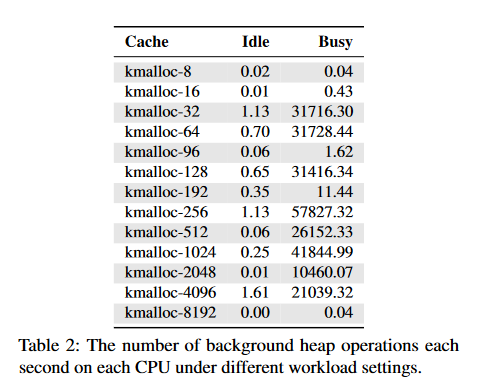 Cache Idle Busy
kmalloc-8 0.02 0.04
kmalloc-16 0.01 0.43
kmalloc-32 1.13 31716.30
kmalloc-64 0.70 31728.44
kmalloc-96 0.06 1.62
kmalloc-128 0.65 31416.34
kmalloc-192 0.35 11.44
kmalloc-256 1.13 57827.32
kmalloc-512 0.06 26152.33
kmalloc-1024 0.25 41844.99
kmalloc-2048 0.01 10460.07
kmalloc-4096 1.61 21039.32
kmalloc-8192 0.00 0.04
Table 2: The number of background heap operations each
second on each CPU under different workload settings.